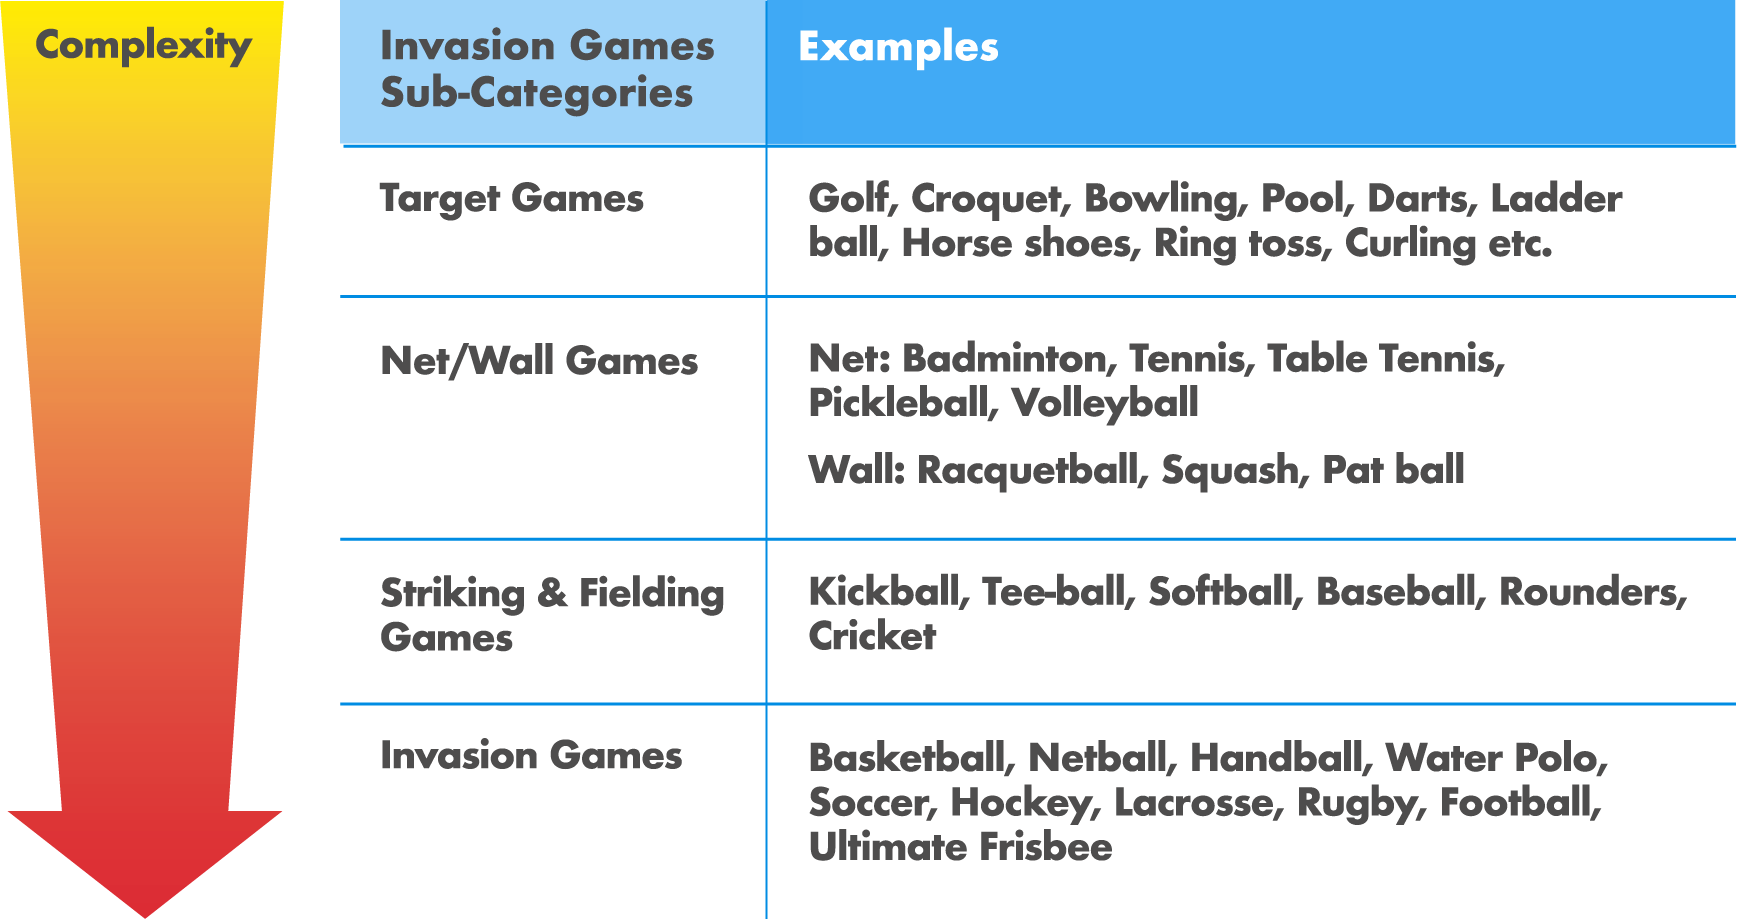 Complexity
Invasion Games
Sub-Categories
Examples
Target Games
Golf, Croquet, Bowling, Pool, Darts, Ladder
ball, Horse shoes, Ring toss, Curling etc.
Net/Wall Games
Net: Badminton, Tennis, Table Tennis,
Pickleball, Volleyball
Wall: Racquetball, Squash, Pat ball
Striking & Fielding
Games
Kickball, Tee-ball, Softball, Baseball, Rounders,
Cricket
Invasion Games
Basketball, Netball, Handball, Water Polo,
Soccer, Hockey, Lacrosse, Rugby, Football,
Ultimate Frisbee